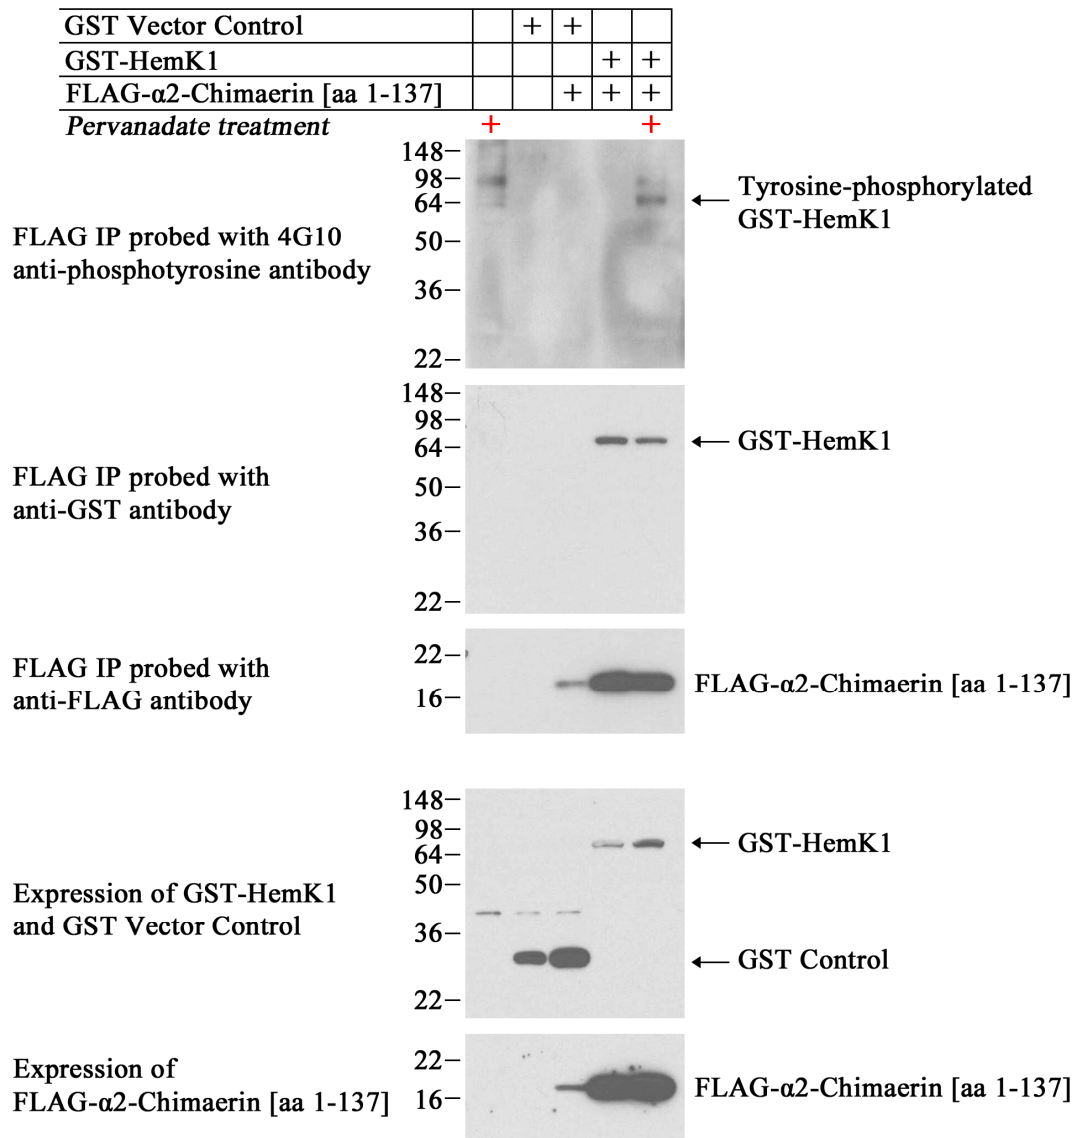 GST Vector Control + +
GST-HemK1 + +
FLAG-α2-Chimaerin [aa 1-137] + + +
Pervanadate treatment + +
148
98
64
50
36
22
FLAG IP probed with 4G10
anti-phosphotyrosine antibody
Tyrosine-phosphorylated
GST-HemK1
148
98
64
50
36
22
FLAG IP probed with
anti-GST antibody
GST-HemK1
22
16
FLAG IP probed with
anti-FLAG antibody
FLAG-α2-Chimaerin [aa 1-137]
148
98
64
50
36
22
Expression of GST-HemK1
and GST Vector Control
GST-HemK1
GST Control
22
16
Expression of
FLAG-α2-Chimaerin [aa 1-137]
FLAG-α2-Chimaerin [aa 1-137]